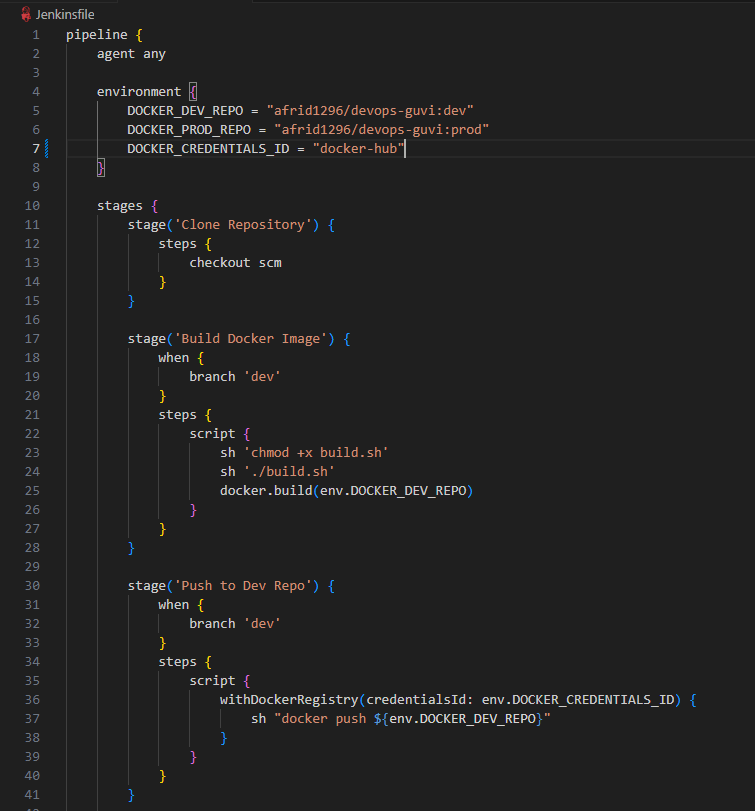 Jenkinsfile
1 pipeline {
2     agent any
3
4     environment {
5         DOCKER_DEV_REPO = "afrid1296/devops-guvi:dev"
6         DOCKER_PROD_REPO = "afrid1296/devops-guvi:prod"
7         DOCKER_CREDENTIALS_ID = "docker-hub"
8     }
9
10     stages {
11         stage('Clone Repository') {
12             steps {
13                 checkout scm
14             }
15         }
16
17         stage('Build Docker Image') {
18             when {
19                 branch 'dev'
20             }
21             steps {
22                 script {
23                     sh 'chmod +x build.sh'
24                     sh './build.sh'
25                     docker.build(env.DOCKER_DEV_REPO)
26                 }
27             }
28         }
29
30         stage('Push to Dev Repo') {
31             when {
32                 branch 'dev'
33             }
34             steps {
35                 script {
36                     withDockerRegistry(credentialsId: env.DOCKER_CREDENTIALS_ID) {
37                         sh "docker push ${env.DOCKER_DEV_REPO}"
38                     }
39                 }
40             }
41         }